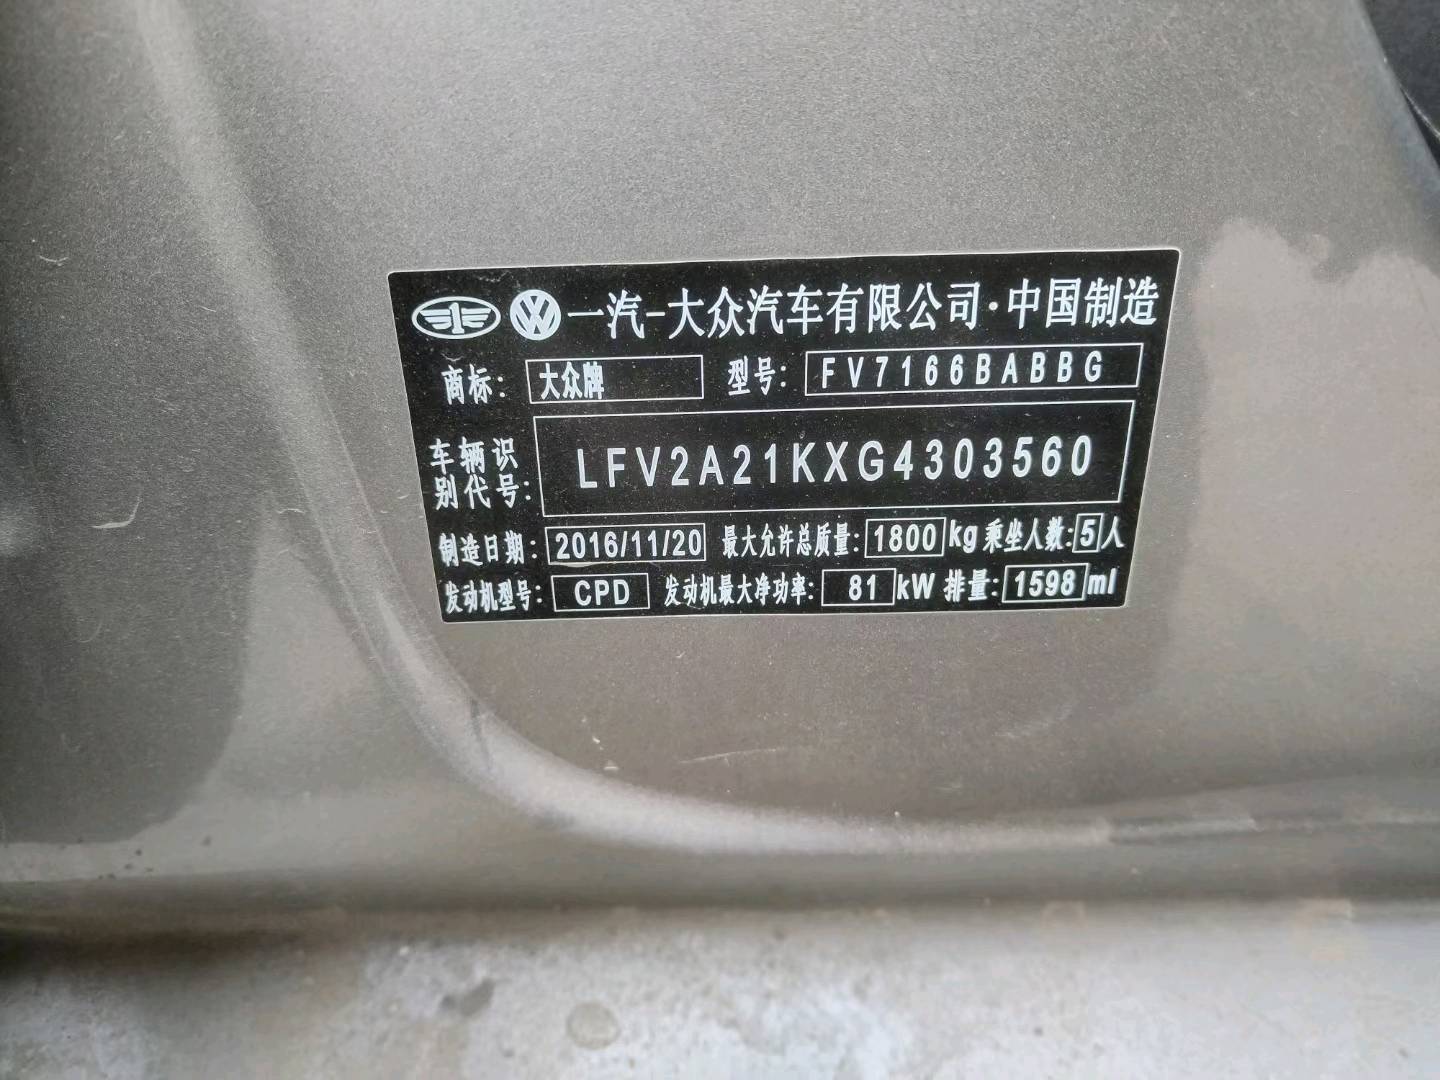 一汽-大众汽车有限公司·中国制造
商标: 大众牌 型号: FV7166BABBG
车辆识别代号: LFV2A21KXG4303560
制造日期: 2016/11/20 最大允许总质量: 1800 kg 乘坐人数: 5 人
发动机型号: CPD 发动机最大净功率: 81 kW 排量: 1598 ml